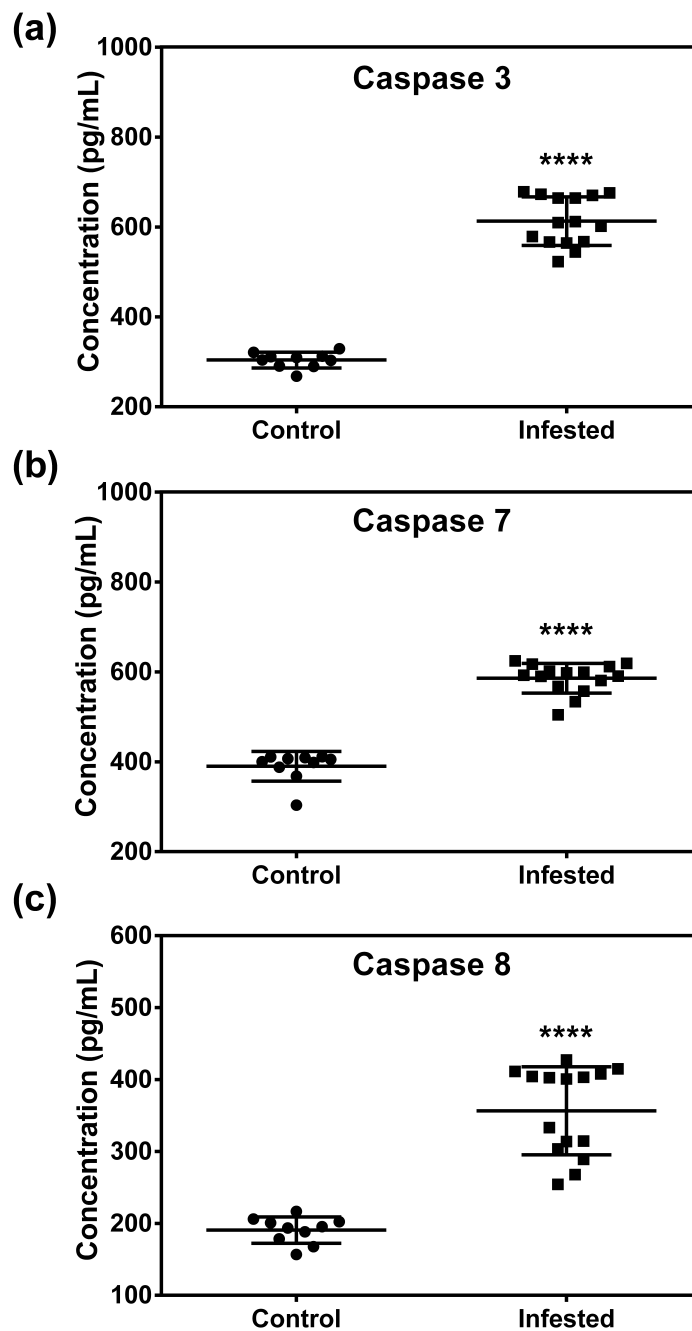 (a)
Caspase 3
Concentration (pg/mL)
1000
800
600
400
200
****
Control Infested
(b)
Caspase 7
Concentration (pg/mL)
1000
800
600
400
200
****
Control Infested
(c)
Caspase 8
Concentration (pg/mL)
600
500
400
300
200
100
****
Control Infested